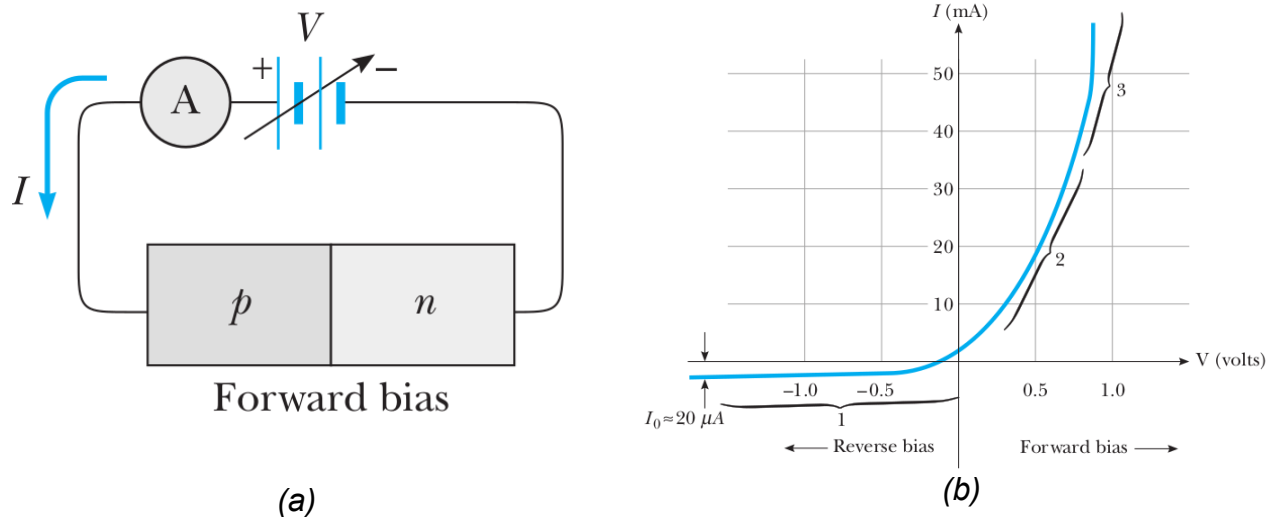 V
+
−
A
I
p
n
Forward bias
(a)
I (mA)
50
40
30
20
10
3
2
V (volts)
−1.0
−0.5
0.5
1.0
I₀≈20 μA
1
Reverse bias
Forward bias
(b)